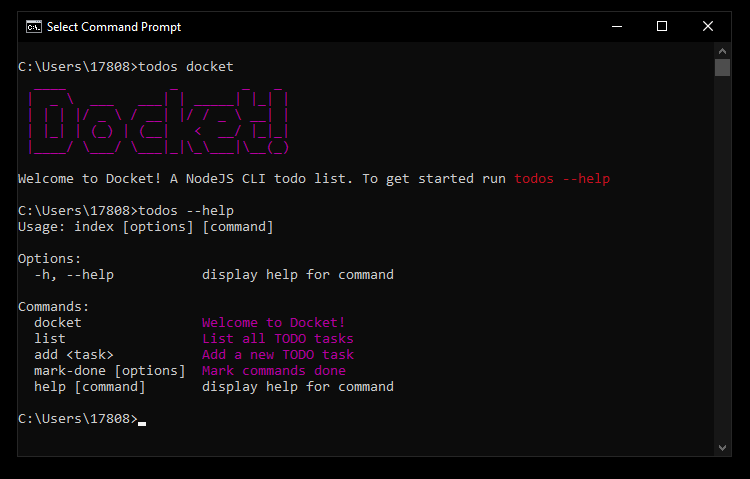 Select Command Prompt
C:\Users\17808>todos docket
Docket!
Welcome to Docket! A NodeJS CLI todo list. To get started run todos --help
C:\Users\17808>todos --help
Usage: index [options] [command]
Options:
-h, --help display help for command
Commands:
docket Welcome to Docket!
list List all TODO tasks
add <task> Add a new TODO task
mark-done [options] Mark commands done
help [command] display help for command
C:\Users\17808>